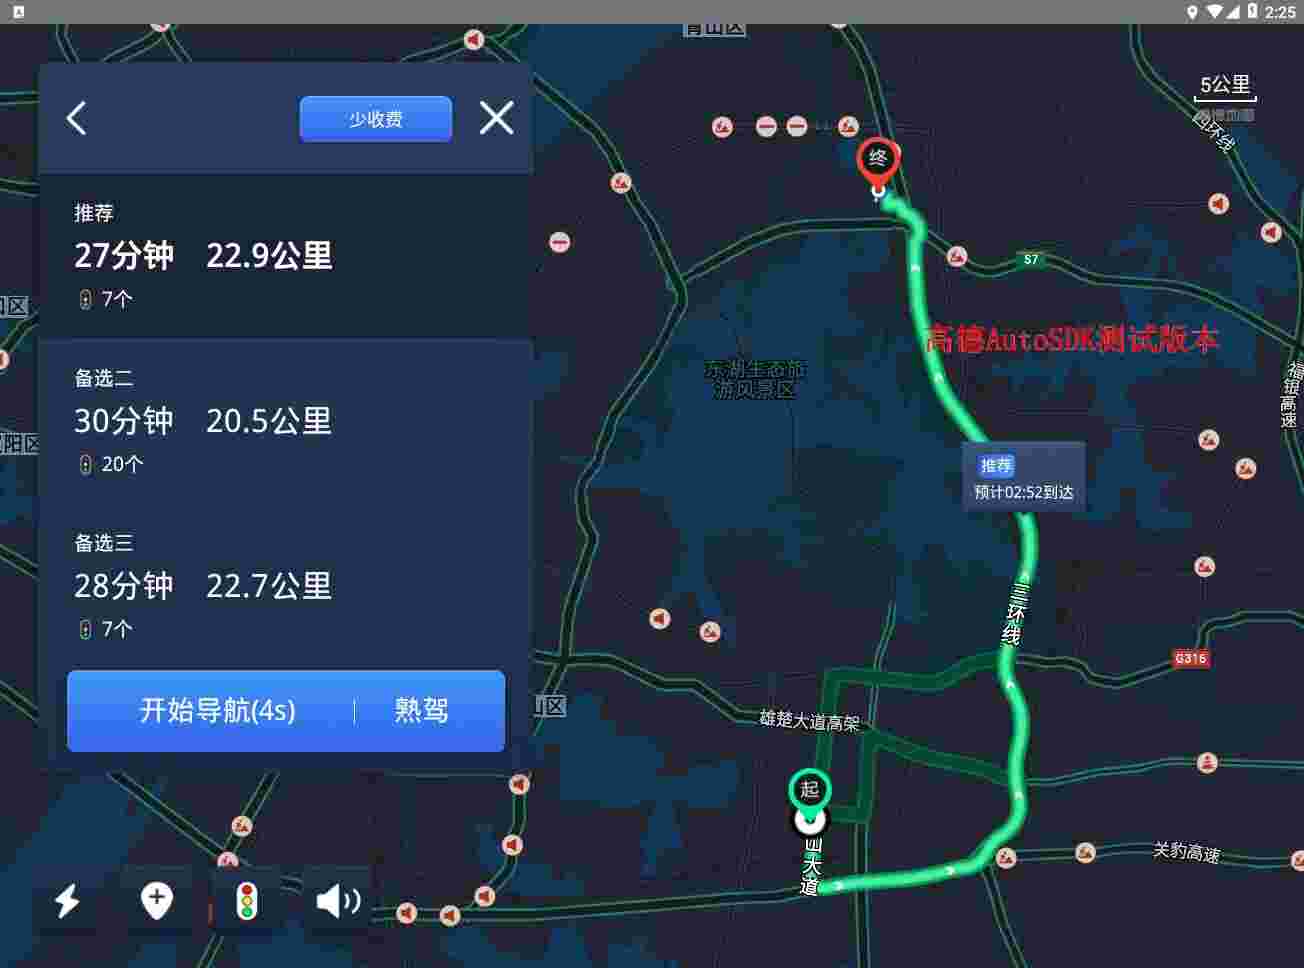 2:25
青山区
5公里
四环线
少收费
终
推荐
27分钟 22.9公里
7个
S7
高德AutoSDK测试版本
东湖生态旅
游风景区
福银高速
备选二
30分钟 20.5公里
20个
推荐
预计02:52到达
备选三
28分钟 22.7公里
7个
三环线
G316
开始导航(4s) | 熟驾
山区
雄楚大道高架
起
山大道
关豹高速